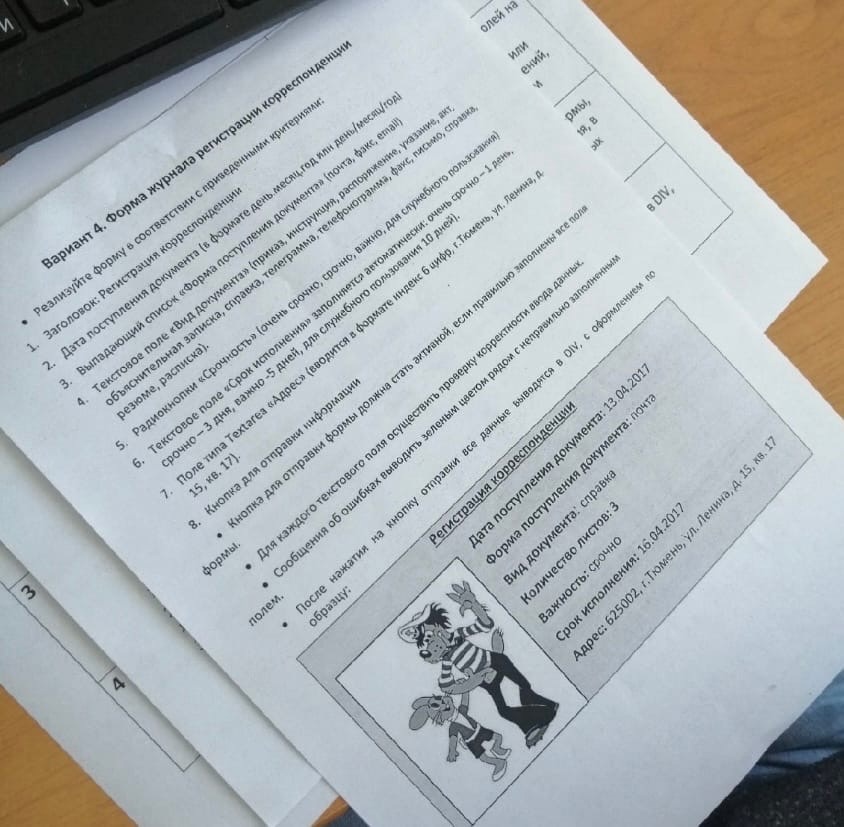 Вариант 4. Форма журнала регистрации корреспонденции
• Реализуйте форму в соответствии с приведенными критериями:
1. Заголовок: Регистрация корреспонденции
2. Дата поступления документа (в формате день.месяц.год или день/месяц/год)
3. Выпадающий список «Форма поступления документа» (почта, факс, email)
4. Текстовое поле «Вид документа» (приказ, инструкция, распоряжение, указание, акт,
объяснительная записка, справка, телеграмма, телефонограмма, факс, письмо, справка,
резюме, расписка).
5. Радиокнопки «Срочность» (очень срочно, срочно, важно, для служебного пользования)
6. Текстовое поле «Срок исполнения» заполняется автоматически: очень срочно – 1 день,
срочно – 3 дня, важно -5 дней, для служебного пользования 10 дней).
7. Поле типа Textarea «Адрес» (вводится в формате индекс 6 цифр, г.Тюмень, ул. Ленина, д.
15, кв. 17).
8. Кнопка для отправки информации
• Кнопка для отправки формы должна стать активной, если правильно заполнены все поля
формы.
• Для каждого текстового поля осуществить проверку корректности ввода данных.
• Сообщения об ошибках выводить зеленым цветом рядом с неправильно заполненным
полем.
• После нажатия на кнопку отправки все данные выводятся в DIV, с оформлением по
образцу:
Регистрация корреспонденции
Дата поступления документа: 13.04.2017
Форма поступления документа: почта
Вид документа: справка
Количество листов: 3
Важность: срочно
Срок исполнения: 16.04.2017
Адрес: 625002, г.Тюмень, ул. Ленина, д. 15, кв. 17
олей на
или
ений,
и
рмы,
я, в
ых
в DIV,
3
4
И